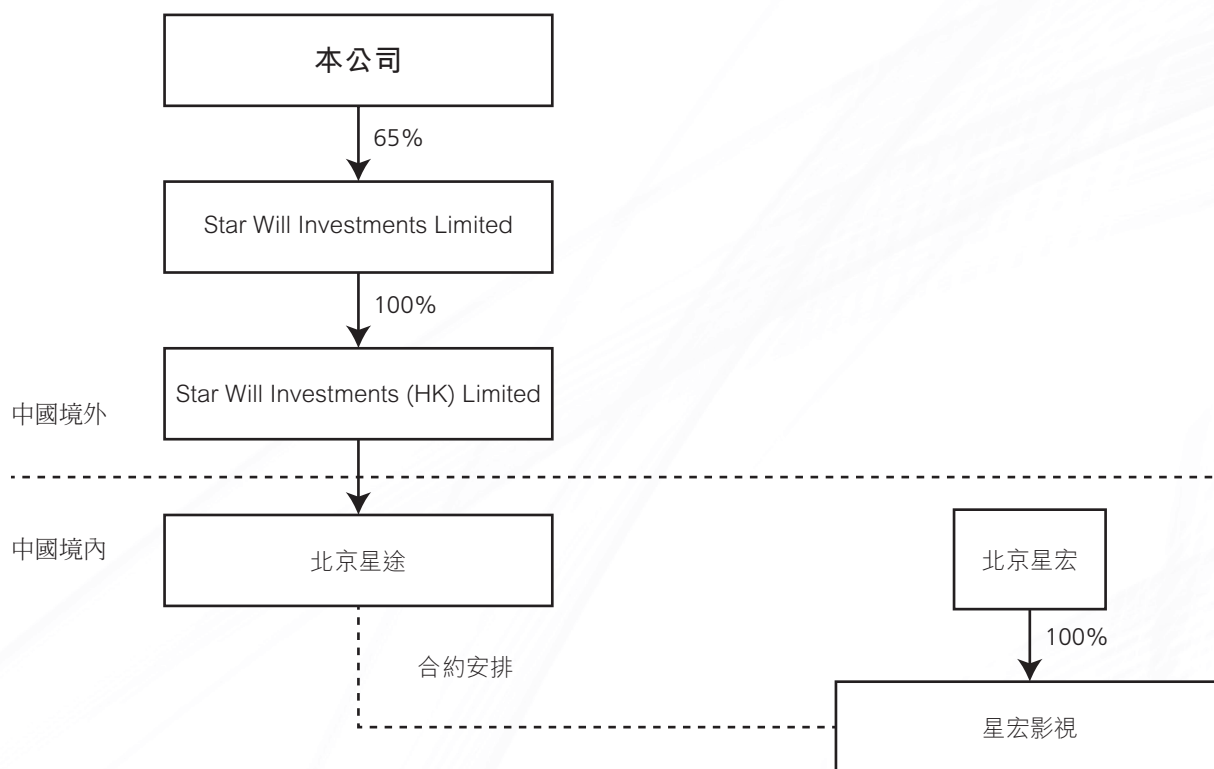 本公司
65%
Star Will Investments Limited
100%
Star Will Investments (HK) Limited
中國境外
中國境內
北京星途
北京星宏
100%
合約安排
星宏影視